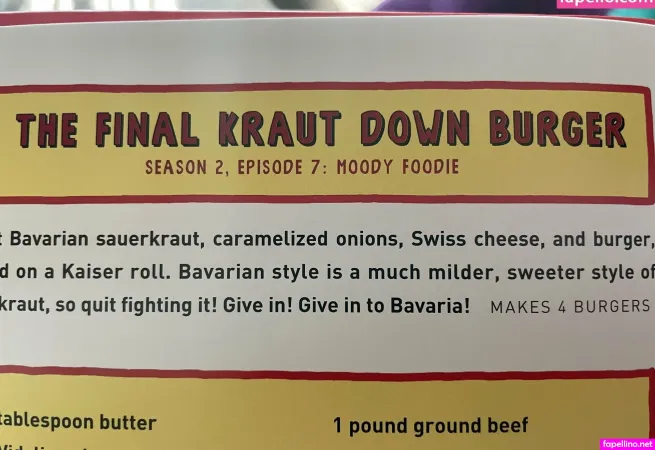 fapello.com
THE FINAL KRAUT DOWN BURGER
SEASON 2, EPISODE 7: MOODY FOODIE
Bavarian sauerkraut, caramelized onions, Swiss cheese, and burger,
d on a Kaiser roll. Bavarian style is a much milder, sweeter style of
kraut, so quit fighting it! Give in! Give in to Bavaria! MAKES 4 BURGERS
tablespoon butter
1 pound ground beef
fapellino.net